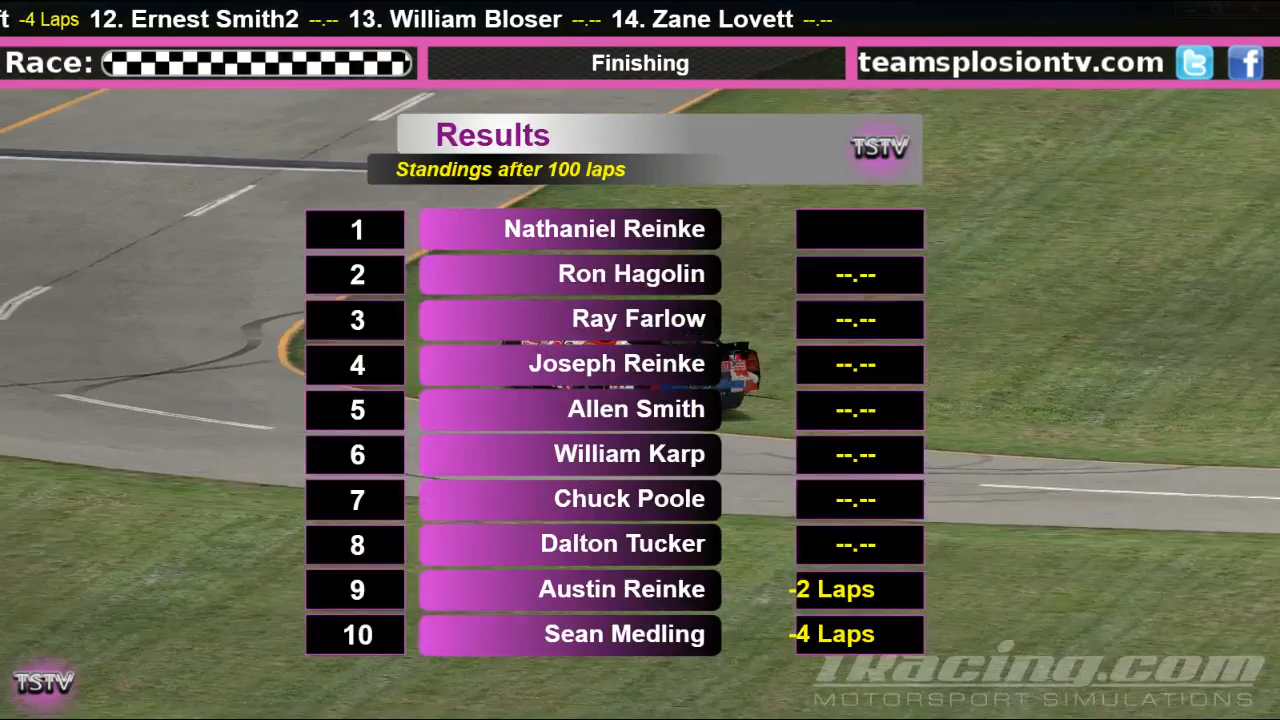 -4 Laps 12. Ernest Smith2 --.-- 13. William Bloser --.-- 14. Zane Lovett --.--
Race: Finishing teamsplosiontv.com
Results TSTV
Standings after 100 laps
1 Nathaniel Reinke
2 Ron Hagolin --.--
3 Ray Farlow --.--
4 Joseph Reinke --.--
5 Allen Smith --.--
6 William Karp --.--
7 Chuck Poole --.--
8 Dalton Tucker --.--
9 Austin Reinke -2 Laps
10 Sean Medling -4 Laps
TSTV
iRacing.com
MOTORSPORT SIMULATIONS